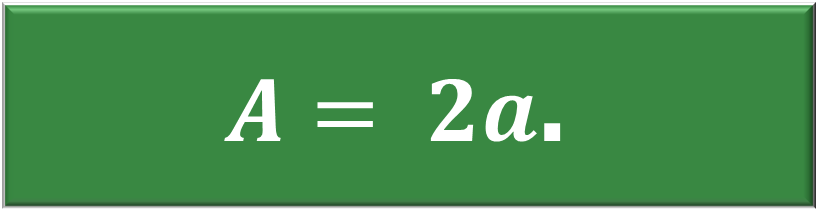 A = 2a.